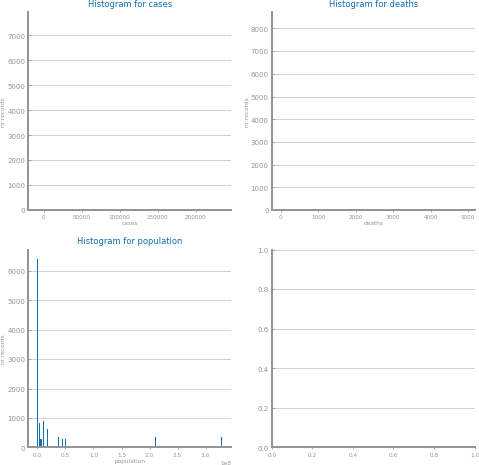 Histogram for cases
Histogram for deaths
7000
6000
5000
4000
3000
2000
1000
0
nr records
0 50000 100000 150000 200000
cases
8000
7000
6000
5000
4000
3000
2000
1000
0
nr records
0 1000 2000 3000 4000 5000
deaths
Histogram for population
6000
5000
4000
3000
2000
1000
0
nr records
0.0 0.5 1.0 1.5 2.0 2.5 3.0
population
1e8
1.0
0.8
0.6
0.4
0.2
0.0
0.0 0.2 0.4 0.6 0.8 1.0